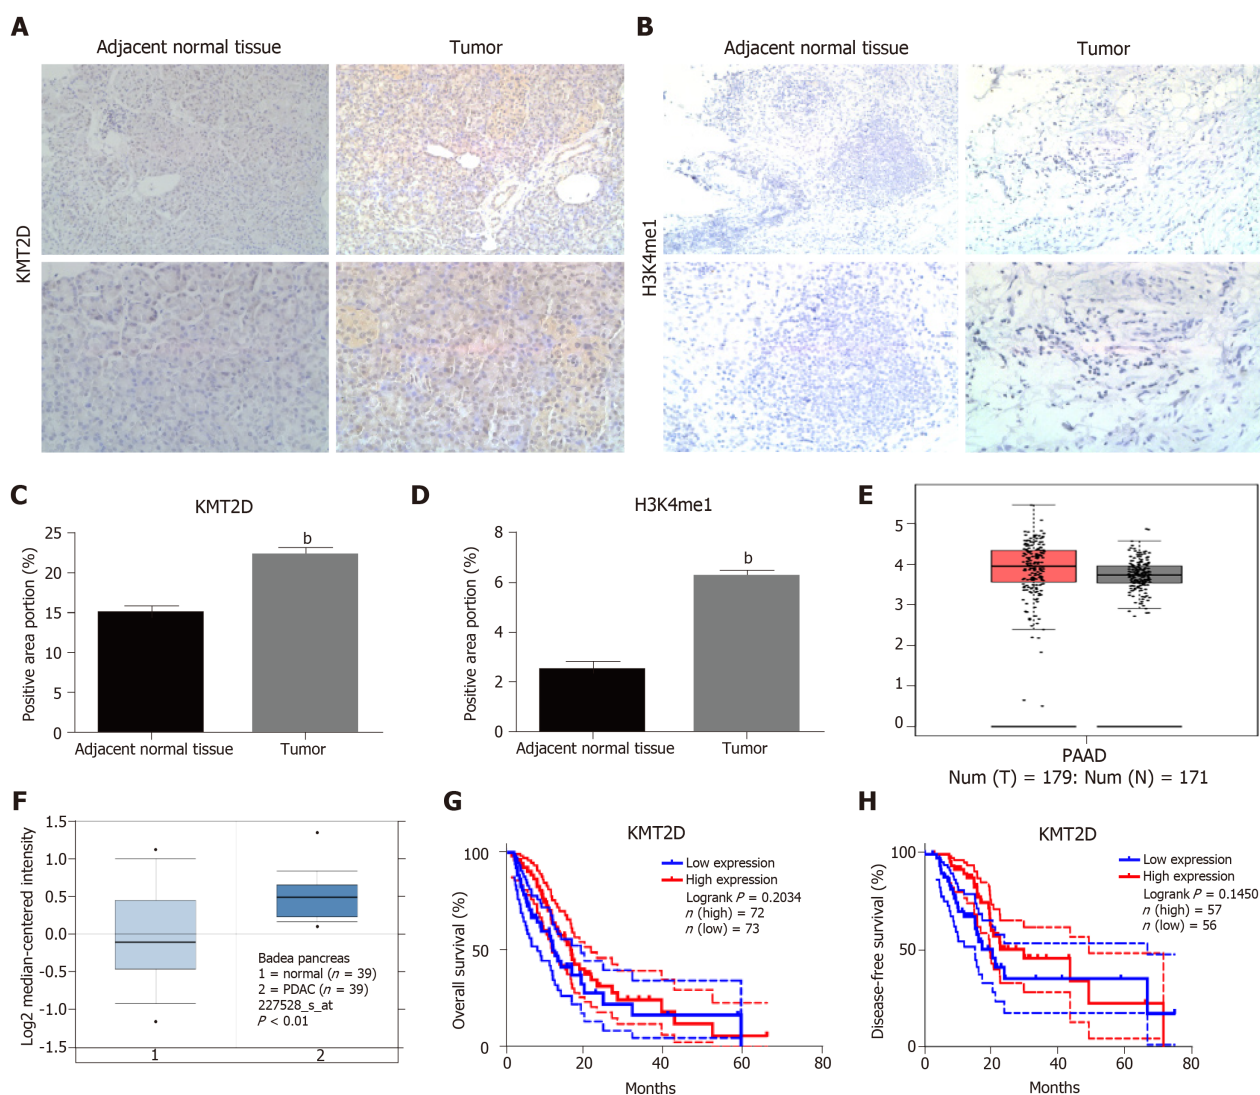 A
Adjacent normal tissue
Tumor
KMT2D
B
Adjacent normal tissue
Tumor
H3K4me1
C
KMT2D
Positive area portion (%)
25
20
15
10
5
0
b
Adjacent normal tissue
Tumor
D
H3K4me1
Positive area portion (%)
8
6
4
2
0
b
Adjacent normal tissue
Tumor
E
5
4
3
2
1
0
PAAD
Num (T) = 179: Num (N) = 171
F
Log2 median-centered intensity
1.5
1.0
0.5
0.0
-0.5
-1.0
-1.5
Badea pancreas
1 = normal (n = 39)
2 = PDAC (n = 39)
227528_s_at
P < 0.01
1
2
G
KMT2D
Overall survival (%)
100
50
0
Low expression
High expression
Logrank P = 0.2034
n (high) = 72
n (low) = 73
0 20 40 60 80
Months
H
KMT2D
Disease-free survival (%)
100
50
0
Low expression
High expression
Logrank P = 0.1450
n (high) = 57
n (low) = 56
0 20 40 60 80
Months